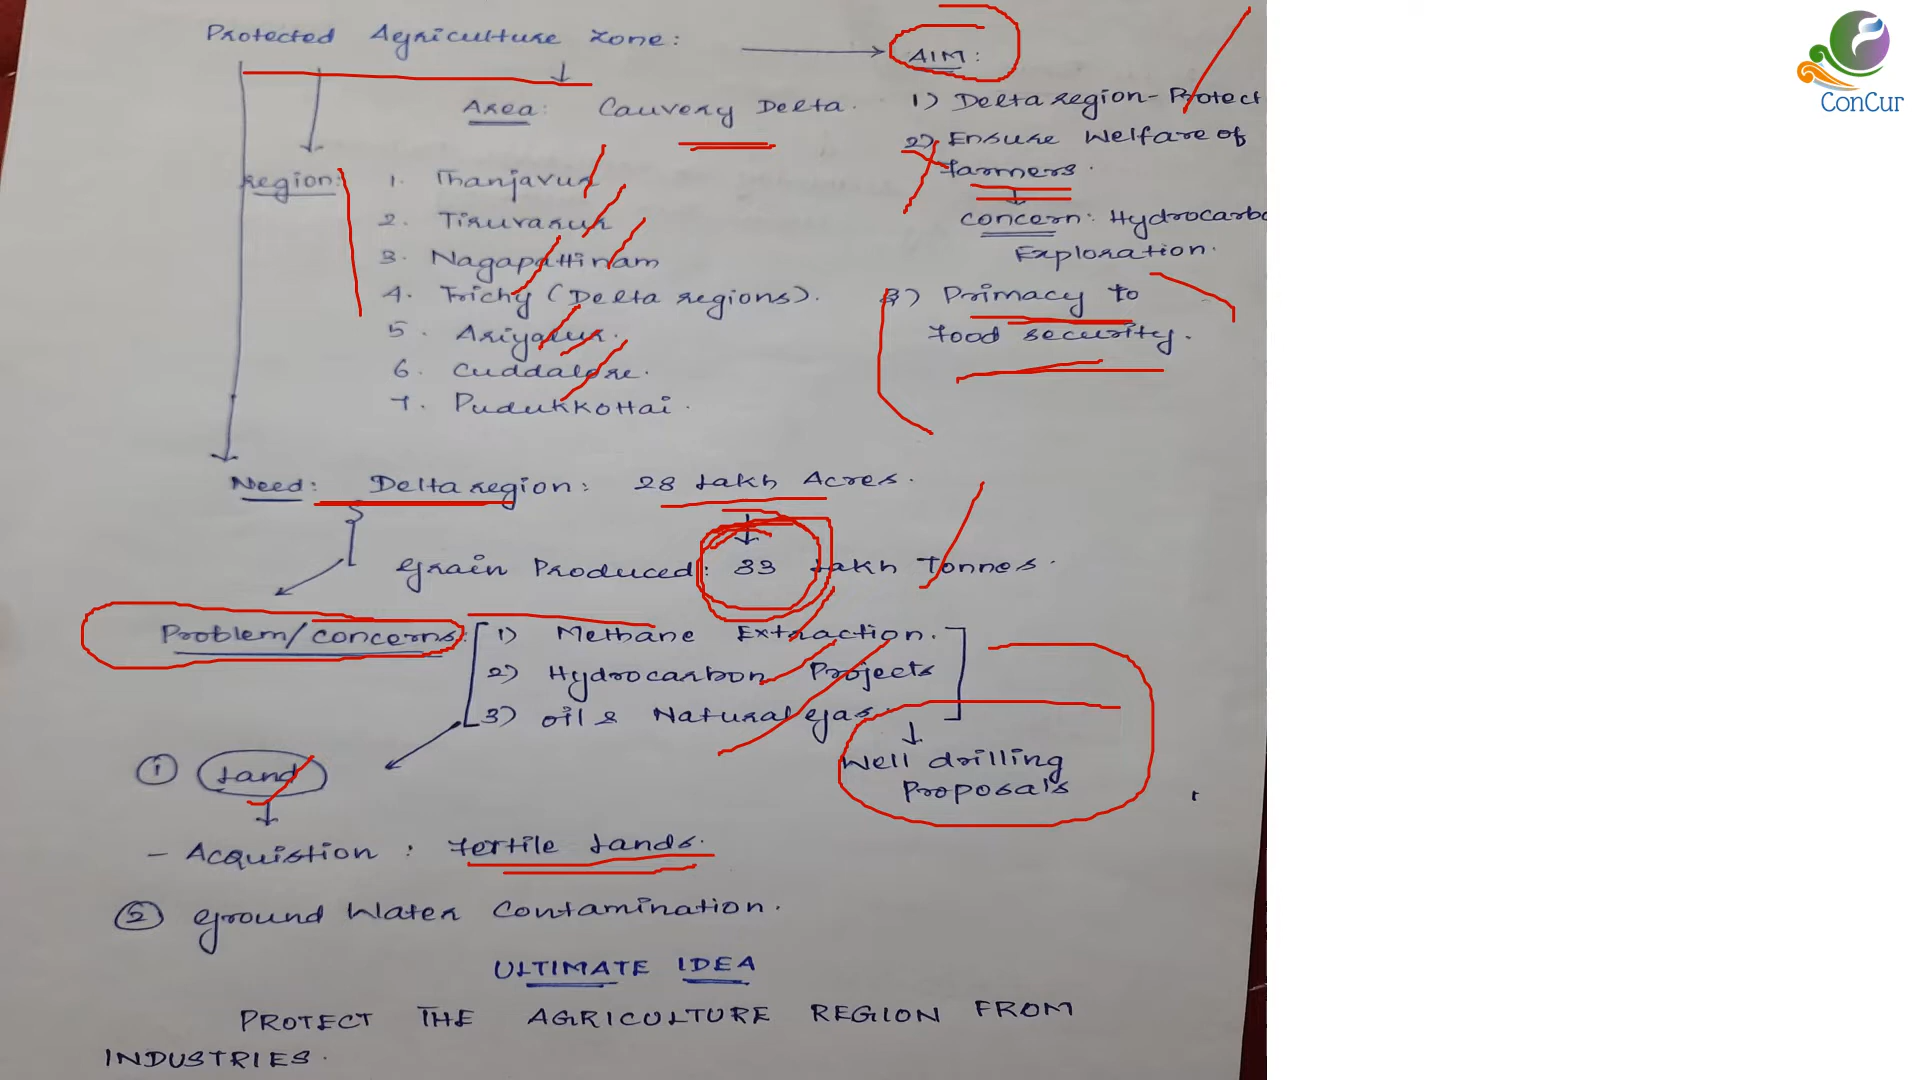 Protected Agriculture Zone:
AIM:
Area: Cauvery Delta.
1) Delta region - Protect
2) Ensure Welfare of
farmers.
concern: Hydrocarbo
Exploration.
3) Primacy to
food security.
region:
1. Thanjavur
2. Tiruvarur
3. Nagapattinam
4. Trichy (Delta regions).
5. Ariyalur.
6. Cuddalore.
7. Pudukkottai.
Need: Delta region: 28 Lakh Acres.
Grain Produced: 33 Lakh Tonnes.
Problem/concerns:
1) Methane Extraction.
2) Hydrocarbon Projects
3) oil & Natural gas.
Well drilling
Proposals
1 Land
- Acquistion : fertile Lands.
2 Ground Water Contamination.
ULTIMATE IDEA
PROTECT THE AGRICULTURE REGION FROM
INDUSTRIES.
ConCur